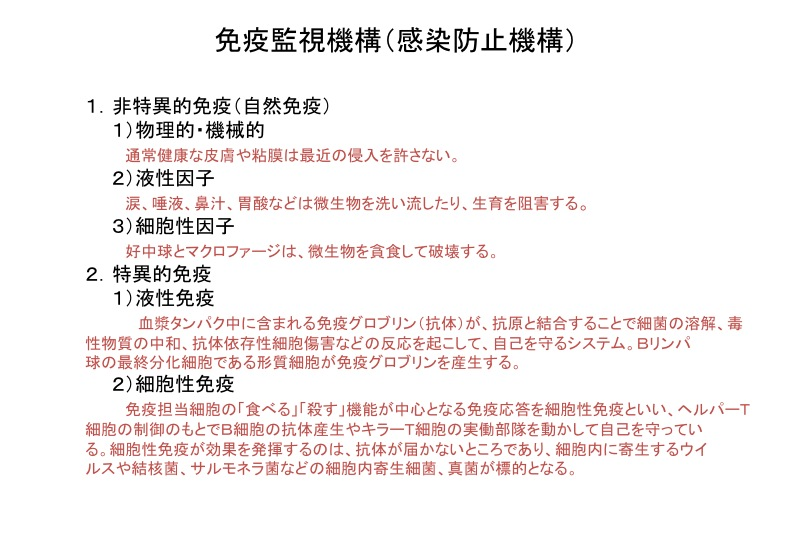 免疫監視機構（感染防止機構）
１．非特異的免疫（自然免疫）
１）物理的・機械的
通常健康な皮膚や粘膜は最近の侵入を許さない。
２）液性因子
涙、唾液、鼻汁、胃酸などは微生物を洗い流したり、生育を阻害する。
３）細胞性因子
好中球とマクロファージは、微生物を貪食して破壊する。
２．特異的免疫
１）液性免疫
血漿タンパク中に含まれる免疫グロブリン（抗体）が、抗原と結合することで細菌の溶解、毒
性物質の中和、抗体依存性細胞傷害などの反応を起こして、自己を守るシステム。Ｂリンパ
球の最終分化細胞である形質細胞が免疫グロブリンを産生する。
２）細胞性免疫
免疫担当細胞の「食べる」「殺す」機能が中心となる免疫応答を細胞性免疫といい、ヘルパーＴ
細胞の制御のもとでＢ細胞の抗体産生やキラーＴ細胞の実働部隊を動かして自己を守ってい
る。細胞性免疫が効果を発揮するのは、抗体が届かないところであり、細胞内に寄生するウイ
ルスや結核菌、サルモネラ菌などの細胞内寄生細菌、真菌が標的となる。